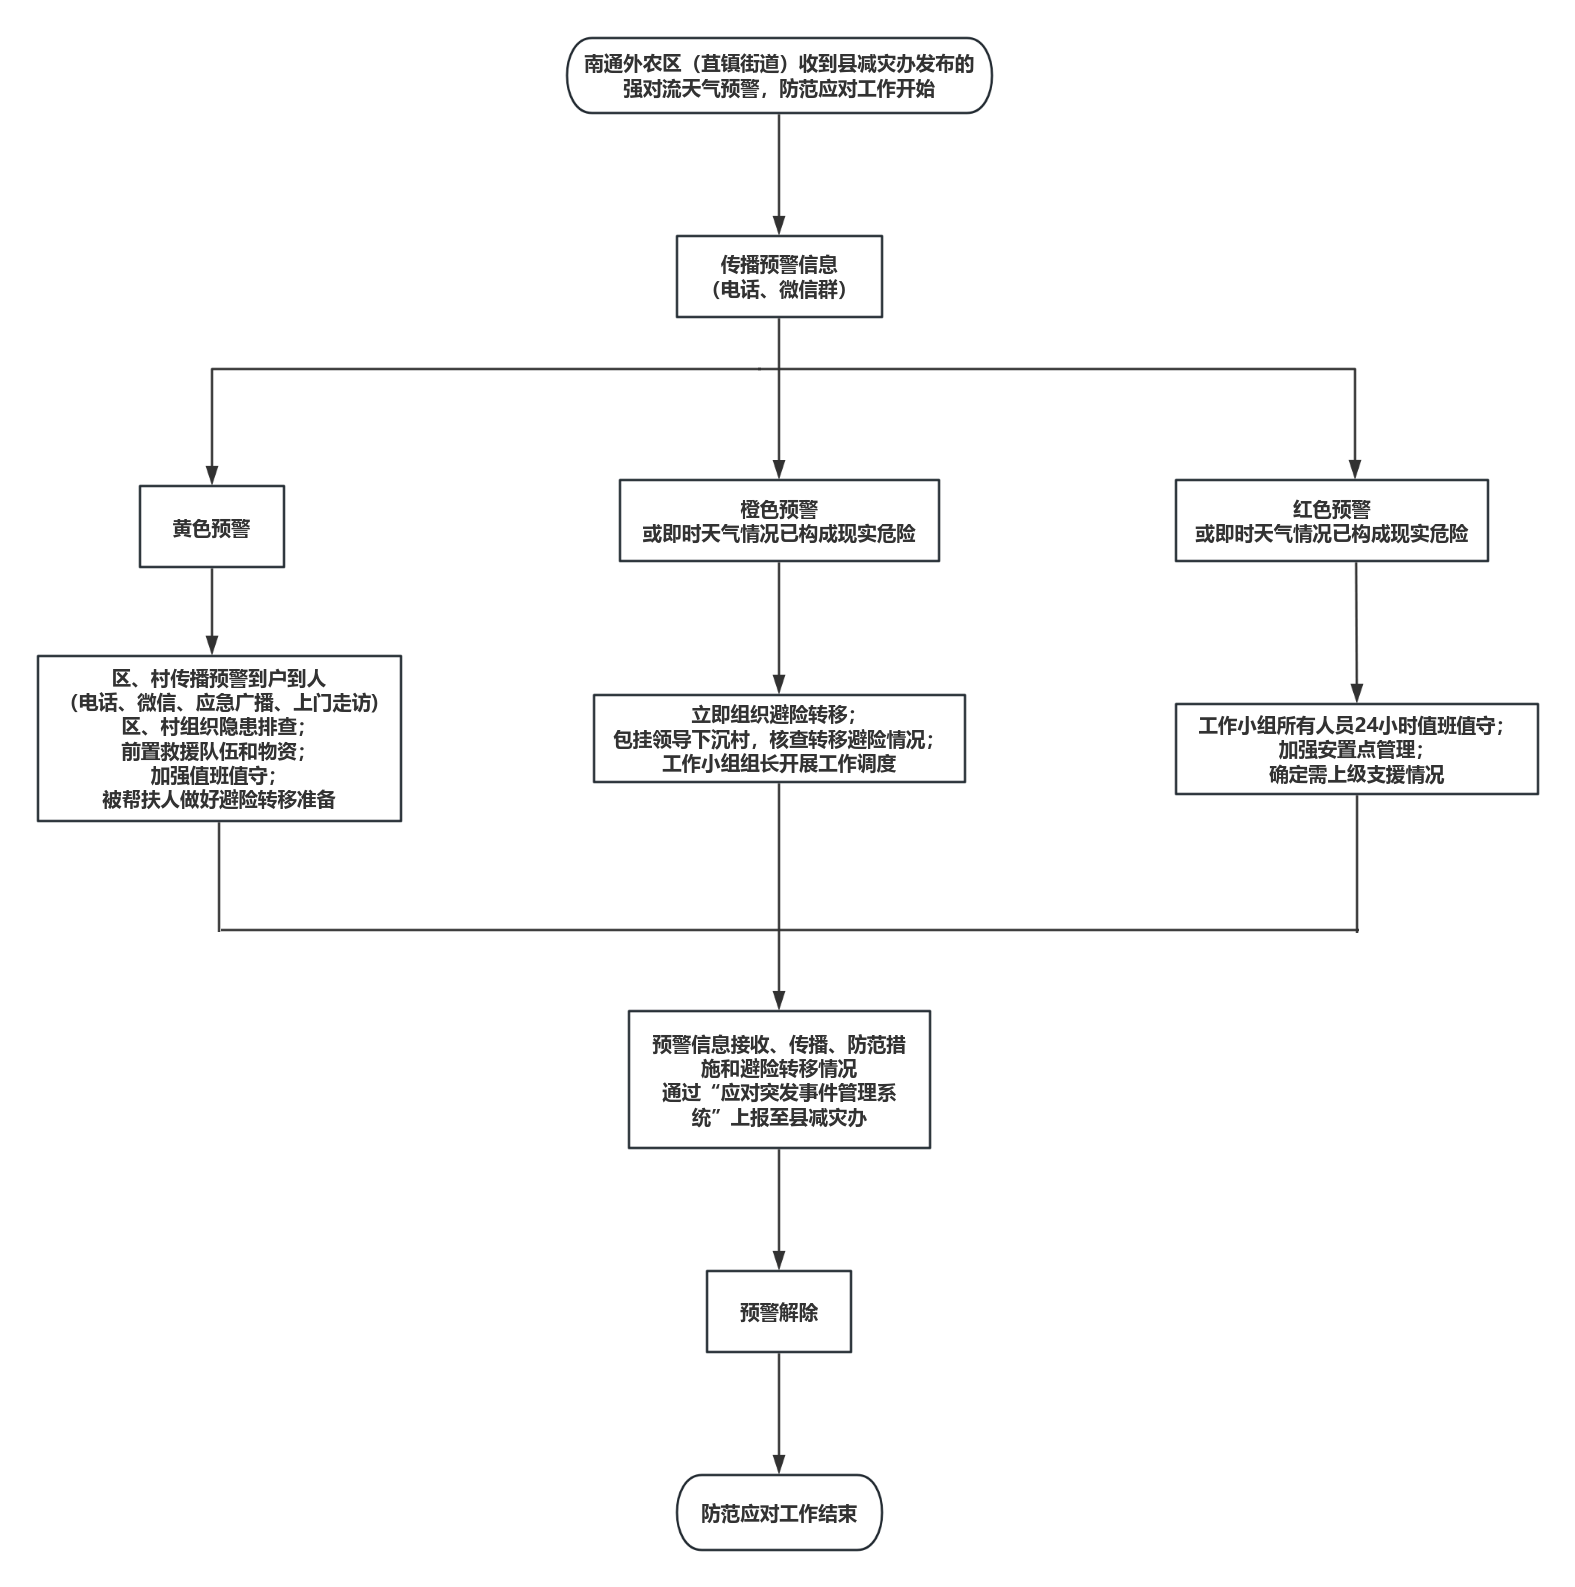 南通外农区（苴镇街道）收到县减灾办发布的
强对流天气预警，防范应对工作开始
传播预警信息
（电话、微信群）
黄色预警
橙色预警
或即时天气情况已构成现实危险
红色预警
或即时天气情况已构成现实危险
区、村传播预警到户到人
（电话、微信、应急广播、上门走访)
区、村组织隐患排查；
前置救援队伍和物资；
加强值班值守；
被帮扶人做好避险转移准备
立即组织避险转移；
包挂领导下沉村，核查转移避险情况；
工作小组组长开展工作调度
工作小组所有人员24小时值班值守；
加强安置点管理；
确定需上级支援情况
预警信息接收、传播、防范措
施和避险转移情况
通过“应对突发事件管理系
统”上报至县减灾办
预警解除
防范应对工作结束